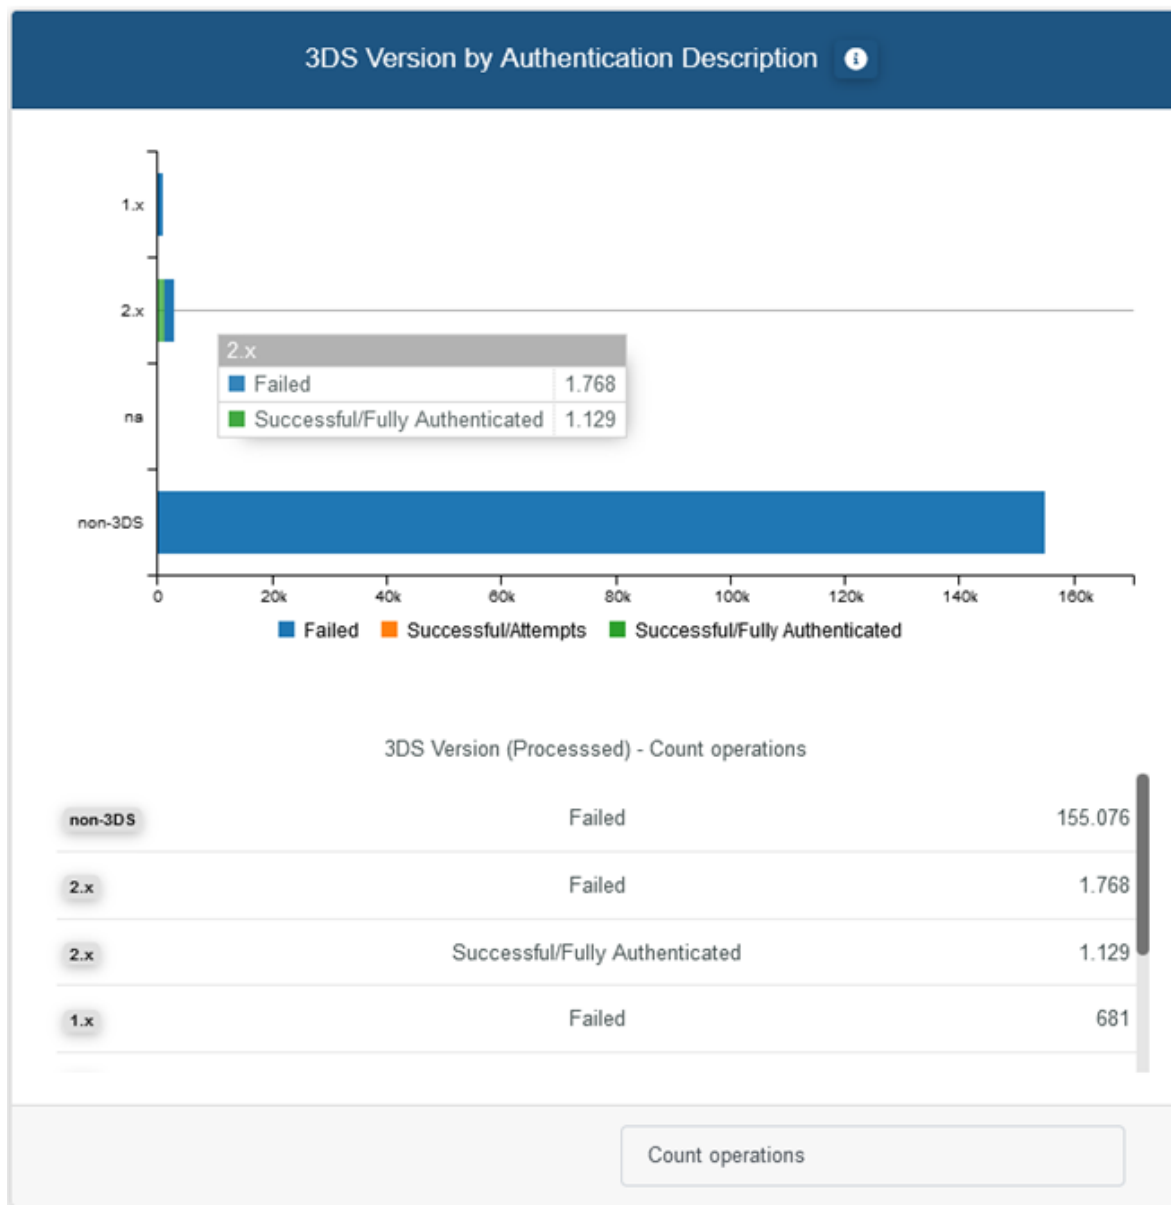 3DS Version by Authentication Description
1.x
2.x
2.x
Failed 1.768
Successful/Fully Authenticated 1.129
na
non-3DS
0 20k 40k 60k 80k 100k 120k 140k 160k
Failed Successful/Attempts Successful/Fully Authenticated
3DS Version (Processsed) - Count operations
non-3DS Failed 155.076
2.x Failed 1.768
2.x Successful/Fully Authenticated 1.129
1.x Failed 681
Count operations